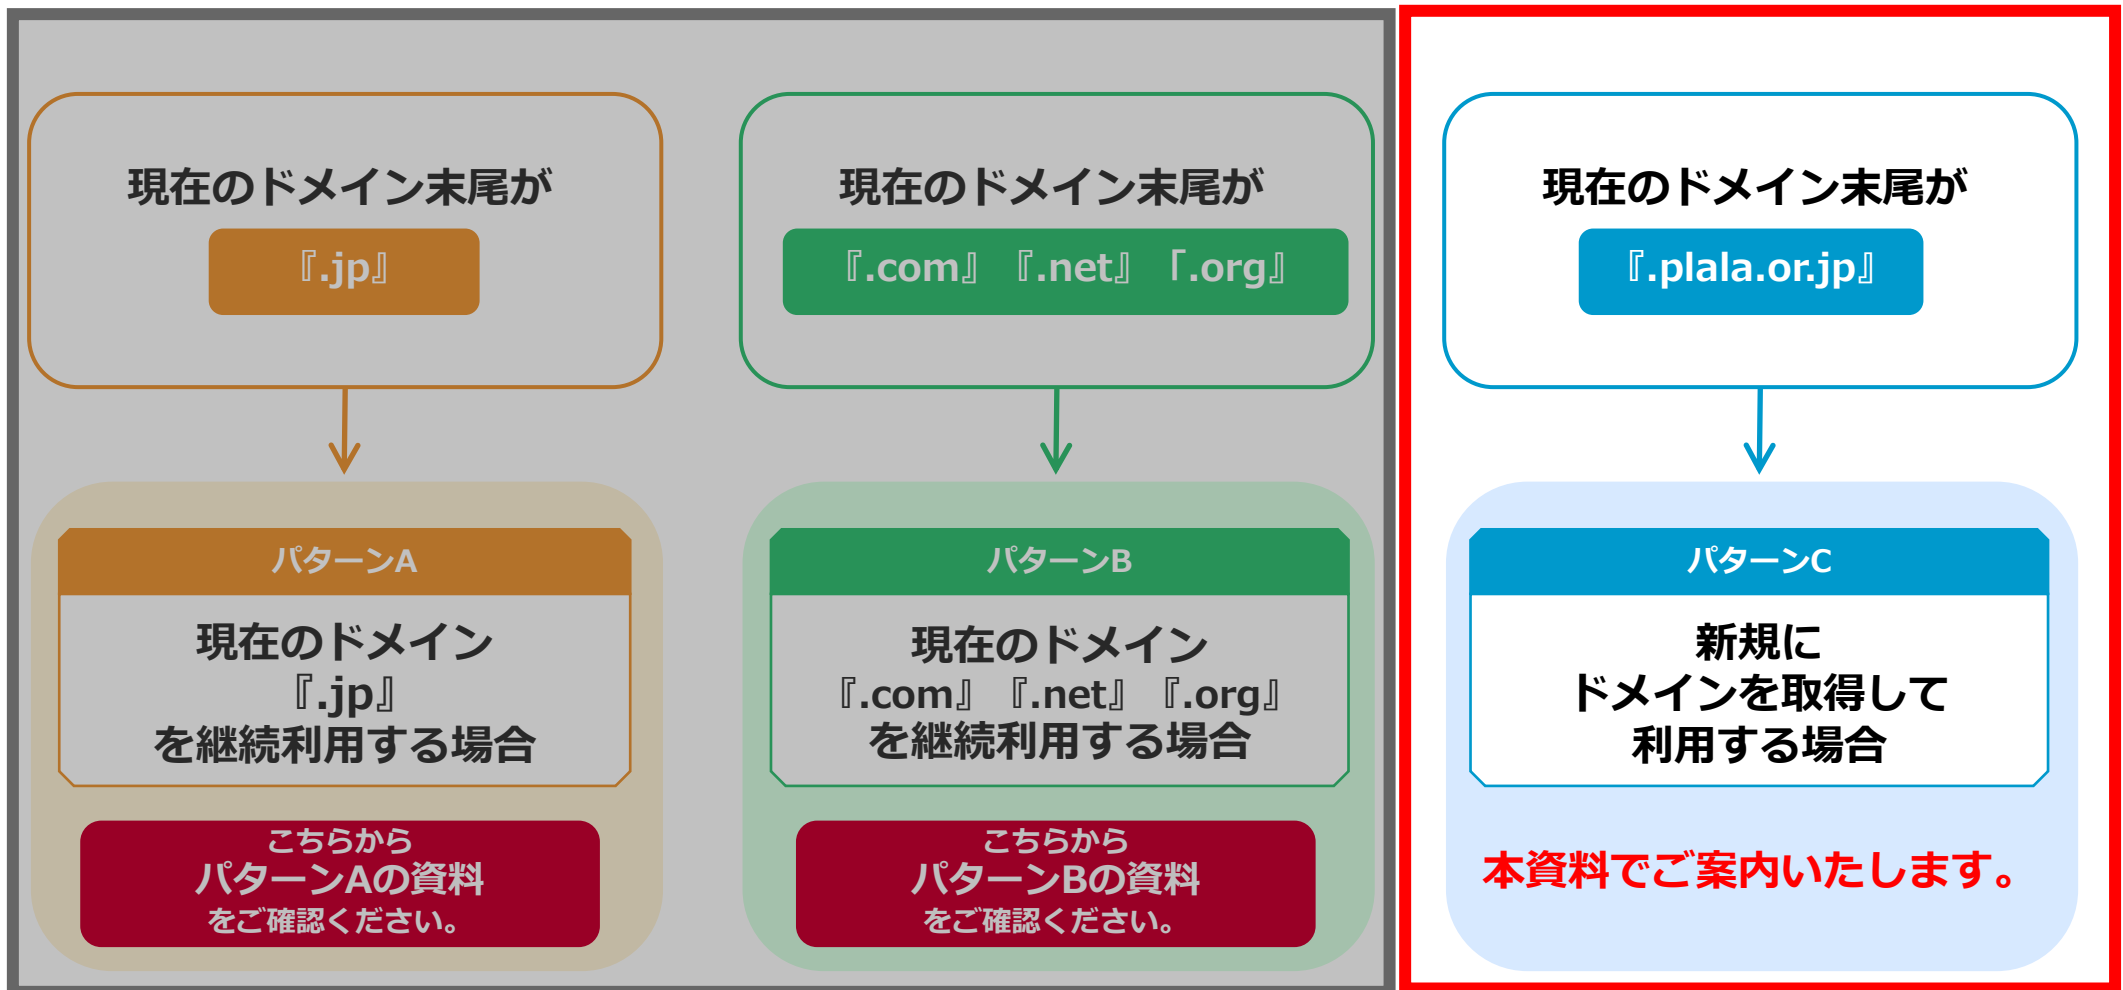 現在のドメイン末尾が
『.jp』
パターンA
現在のドメイン
『.jp』
を継続利用する場合
こちらから
パターンAの資料
をご確認ください。
現在のドメイン末尾が
『.com』『.net』「.org』
パターンB
現在のドメイン
『.com』『.net』『.org』
を継続利用する場合
こちらから
パターンBの資料
をご確認ください。
現在のドメイン末尾が
『.plala.or.jp』
パターンC
新規に
ドメインを取得して
利用する場合
本資料でご案内いたします。